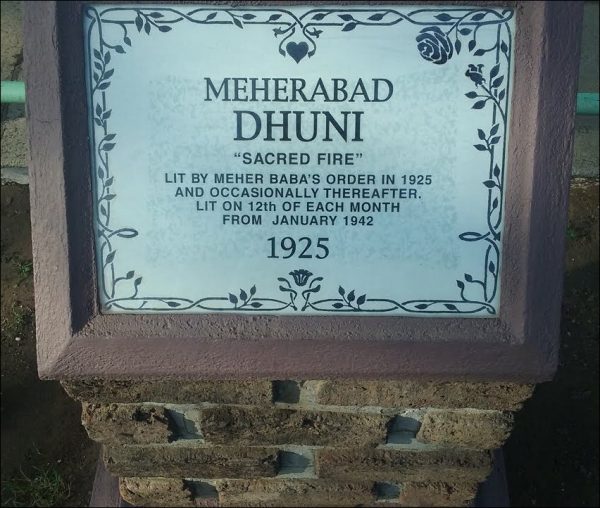 MEHERABAD
DHUNI
“SACRED FIRE”
LIT BY MEHER BABA'S ORDER IN 1925
AND OCCASIONALLY THEREAFTER.
LIT ON 12th OF EACH MONTH
FROM JANUARY 1942
1925